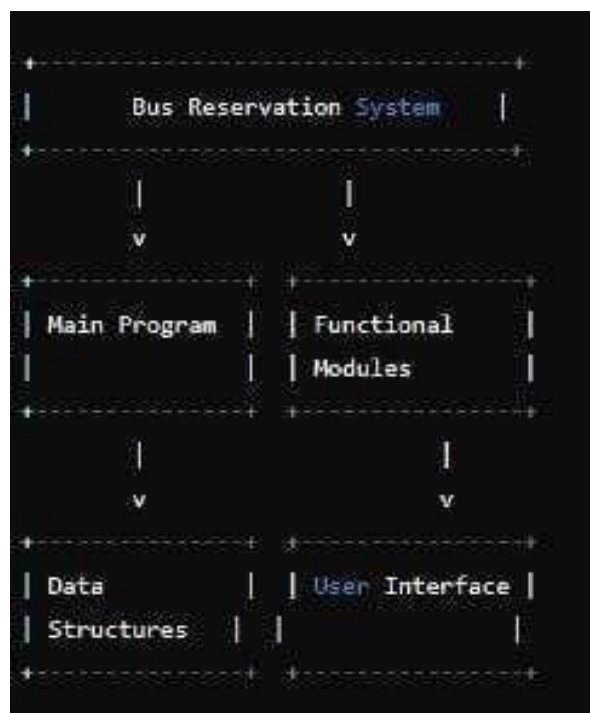 Bus Reservation System
v v
Main Program Functional
Modules
v v
Data User Interface
Structures